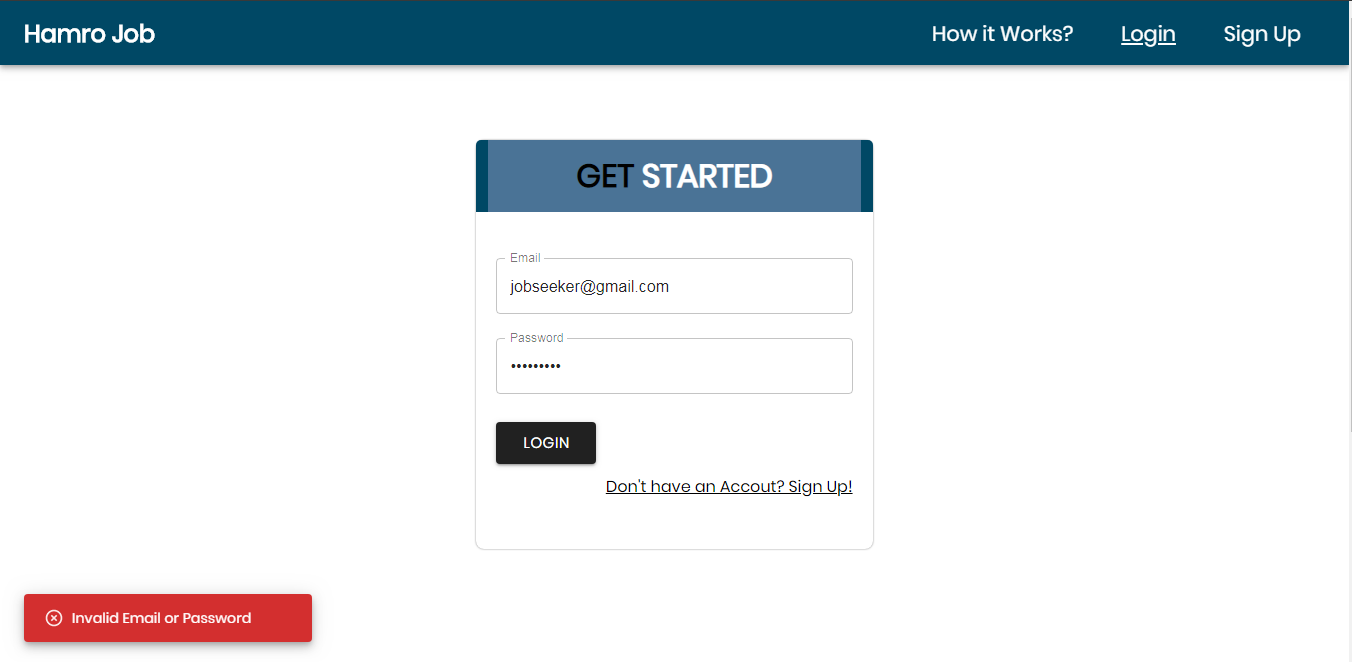 Hamro Job
How it Works?
Login
Sign Up
GET STARTED
Email
jobseeker@gmail.com
Password
•••••••••
LOGIN
Don't have an Accout? Sign Up!
Invalid Email or Password